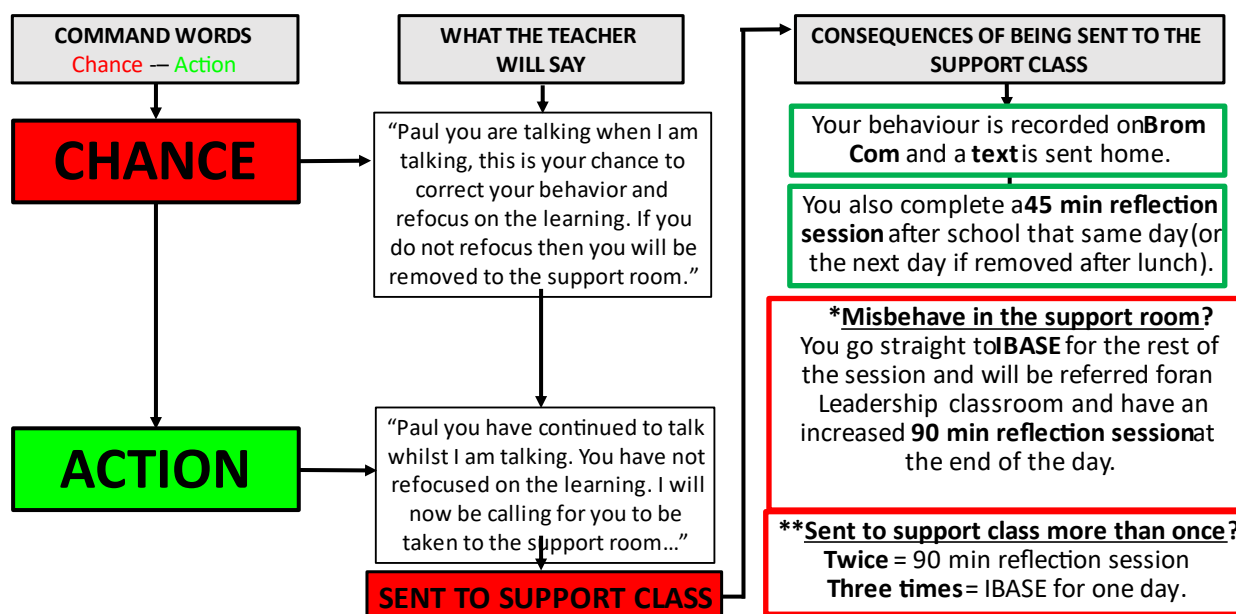 COMMAND WORDS
Chance -– Action
CHANCE
ACTION
WHAT THE TEACHER
WILL SAY
“Paul you are talking when I am
talking, this is your chance to
correct your behavior and
refocus on the learning. If you
do not refocus then you will be
removed to the support room.”
“Paul you have continued to talk
whilst I am talking. You have not
refocused on the learning. I will
now be calling for you to be
taken to the support room…”
SENT TO SUPPORT CLASS
CONSEQUENCES OF BEING SENT TO THE
SUPPORT CLASS
Your behaviour is recorded onBrom
Com and a text is sent home.
You also complete a45 min reflection
session after school that same day(or
the next day if removed after lunch).
*Misbehave in the support room?
You go straight toIBASE for the rest of
the session and will be referred foran
Leadership classroom and have an
increased 90 min reflection sessionat
the end of the day.
**Sent to support class more than once?
Twice = 90 min reflection session
Three times= IBASE for one day.